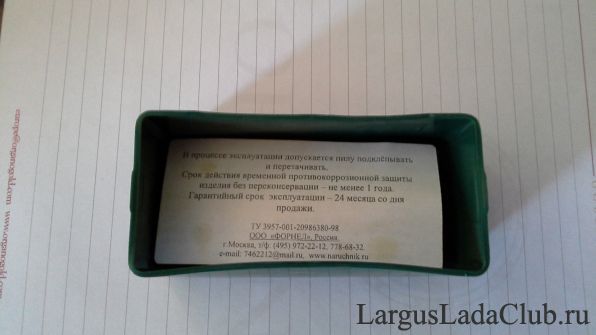 В процессе эксплуатации допускается пилу подклёпывать
и перетачивать.
Срок действия временной противокоррозионной защиты
изделия без переконсервации – не менее 1 года.
Гарантийный срок эксплуатации – 24 месяца со дня
продажи.
ТУ 3957-001-20986380-98
ООО «ФОРНЕЛ», Россия,
г.Москва, т/ф. (495) 972-22-12, 778-68-32.
e-mail: 7462212@mail.ru, www.naruchnik.ru
LargusLadaClub.ru